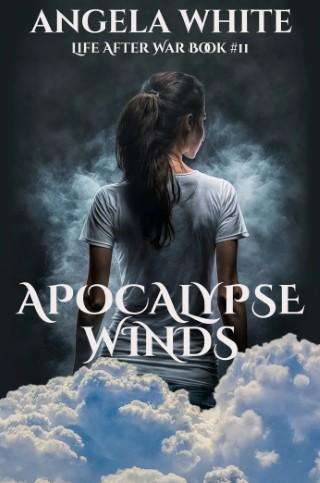 ANGELA WHITE
LIFE AFTER WAR BOOK #11
APOCALYPSE
WINDS